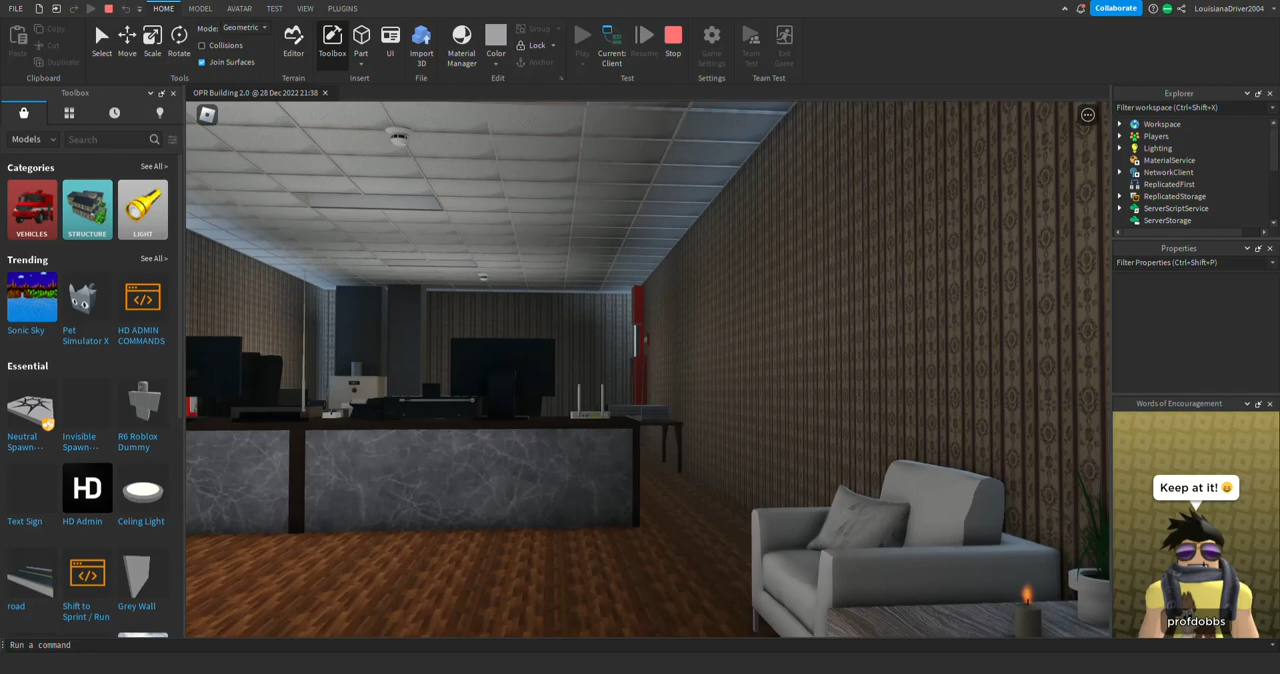 FILE
HOME
MODEL
AVATAR
TEST
VIEW
PLUGINS
Collaborate
LouisianaDriver2004
Paste
Copy
Cut
Duplicate
Clipboard
Select
Move
Scale
Rotate
Mode: Geometric
Collisions
Join Surfaces
Tools
Editor
Terrain
Toolbox
Part
UI
Insert
Import
3D
File
Material
Manager
Color
Group
Lock
Anchor
Edit
Play
Current:
Client
Resume
Stop
Test
Game
Settings
Settings
Team
Test
Exit
Game
Team Test
Toolbox
OPR Building 2.0 @ 28 Dec 2022 21:38
Models
Search
Categories
See All >
VEHICLES
STRUCTURE
LIGHT
Trending
See All >
Sonic Sky
Pet
Simulator X
HD ADMIN
COMMANDS
Essential
Neutral
Spawn...
Invisible
Spawn...
R6 Roblox
Dummy
HD
Text Sign
HD Admin
Celing Light
road
Shift to
Sprint / Run
Grey Wall
Explorer
Filter workspace (Ctrl+Shift+X)
Workspace
Players
Lighting
MaterialService
NetworkClient
ReplicatedFirst
ReplicatedStorage
ServerScriptService
ServerStorage
Properties
Filter Properties (Ctrl+Shift+P)
Words of Encouragement
Keep at it! 😄
profdobbs
Run a command